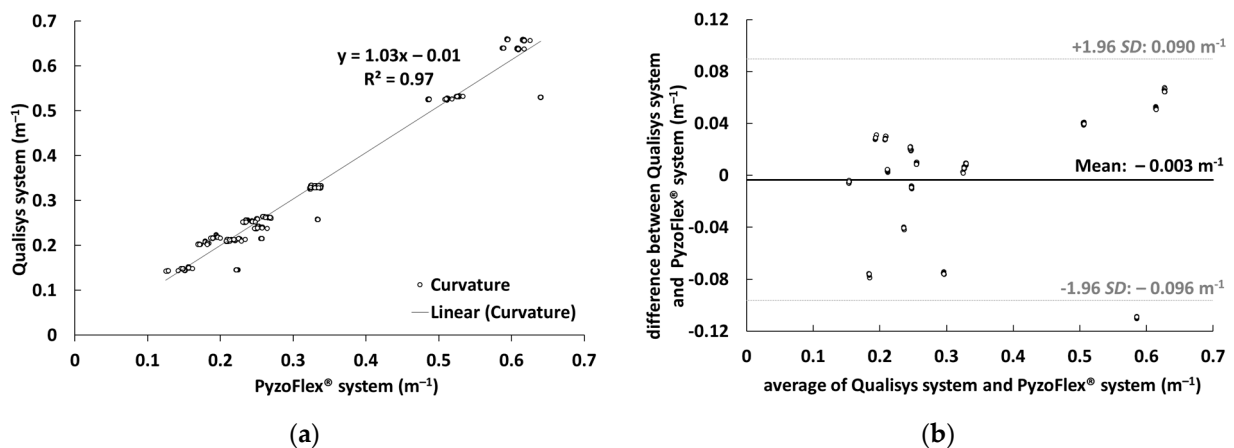 0.7
0.6
0.5
0.4
0.3
0.2
0.1
0
Qualisys system (m⁻¹)
y = 1.03x – 0.01
R² = 0.97
Curvature
Linear (Curvature)
0 0.1 0.2 0.3 0.4 0.5 0.6 0.7
PyzoFlex® system (m⁻¹)
(a)
difference between Qualisys system
and PyzoFlex® system (m⁻¹)
0.12
0.08
0.04
0
-0.04
-0.08
-0.12
+1.96 SD: 0.090 m⁻¹
Mean: – 0.003 m⁻¹
-1.96 SD: – 0.096 m⁻¹
0 0.1 0.2 0.3 0.4 0.5 0.6 0.7
average of Qualisys system and PyzoFlex® system (m⁻¹)
(b)